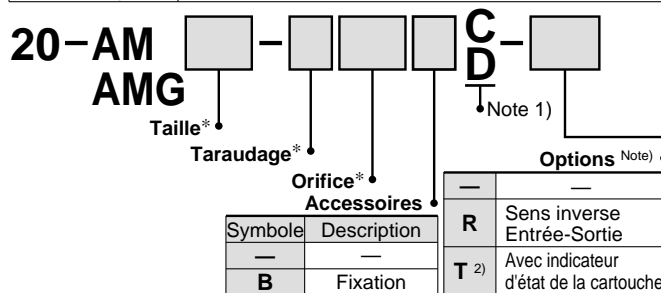 20-AM - C -
AMG D
Note 1)
Taille*
Taraudage*
Orifice*
Accessoires
Options Note)
Symbole Description
— —
B Fixation
— —
R Sens inverse
Entrée-Sortie
T 2) Avec indicateur
d'état de la cartouche